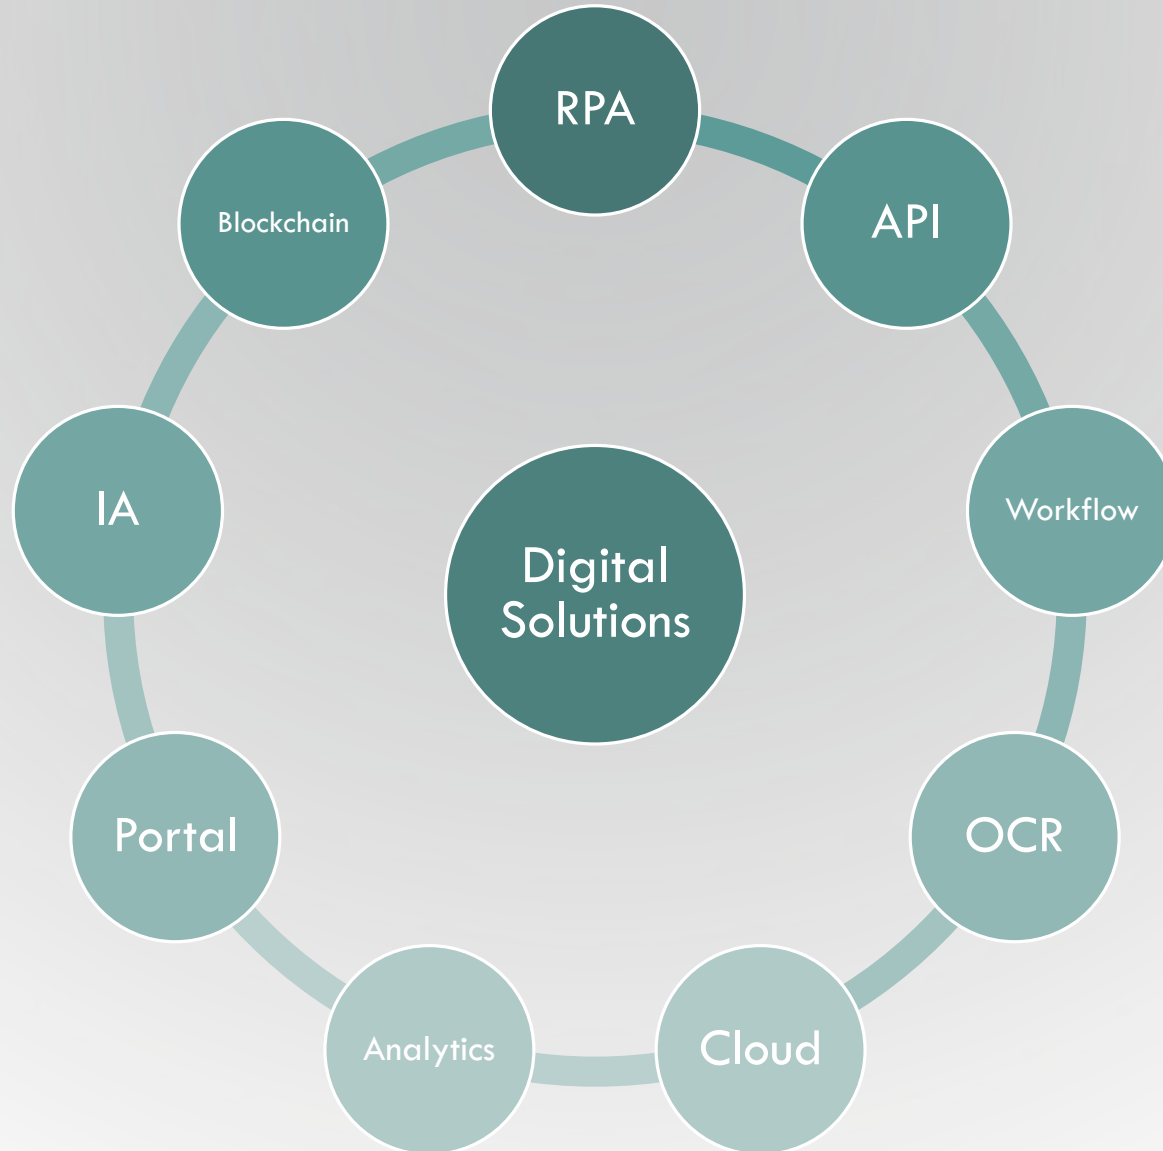 RPA
API
Workflow
OCR
Cloud
Analytics
Portal
IA
Blockchain
Digital
Solutions